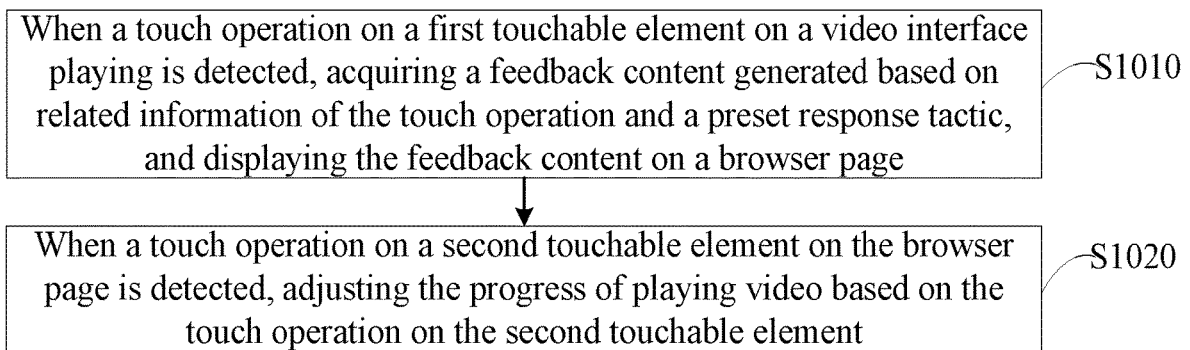 When a touch operation on a first touchable element on a video interface
playing is detected, acquiring a feedback content generated based on
related information of the touch operation and a preset response tactic,
and displaying the feedback content on a browser page
S1010
When a touch operation on a second touchable element on the browser
page is detected, adjusting the progress of playing video based on the
touch operation on the second touchable element
S1020